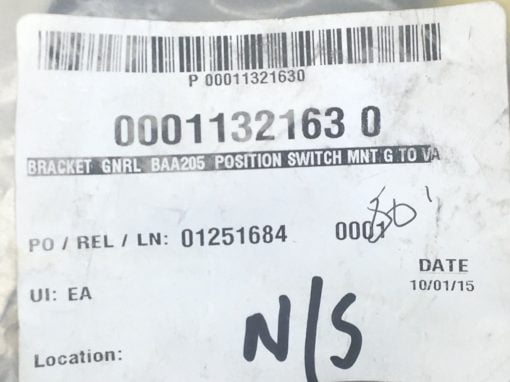 P 00011321630
0001132163 0
BRACKET GNRL BAA205 POSITION SWITCH MNT G TO VA
PO / REL / LN: 01251684 0001
80'
DATE
UI: EA 10/01/15
N/S
Location: